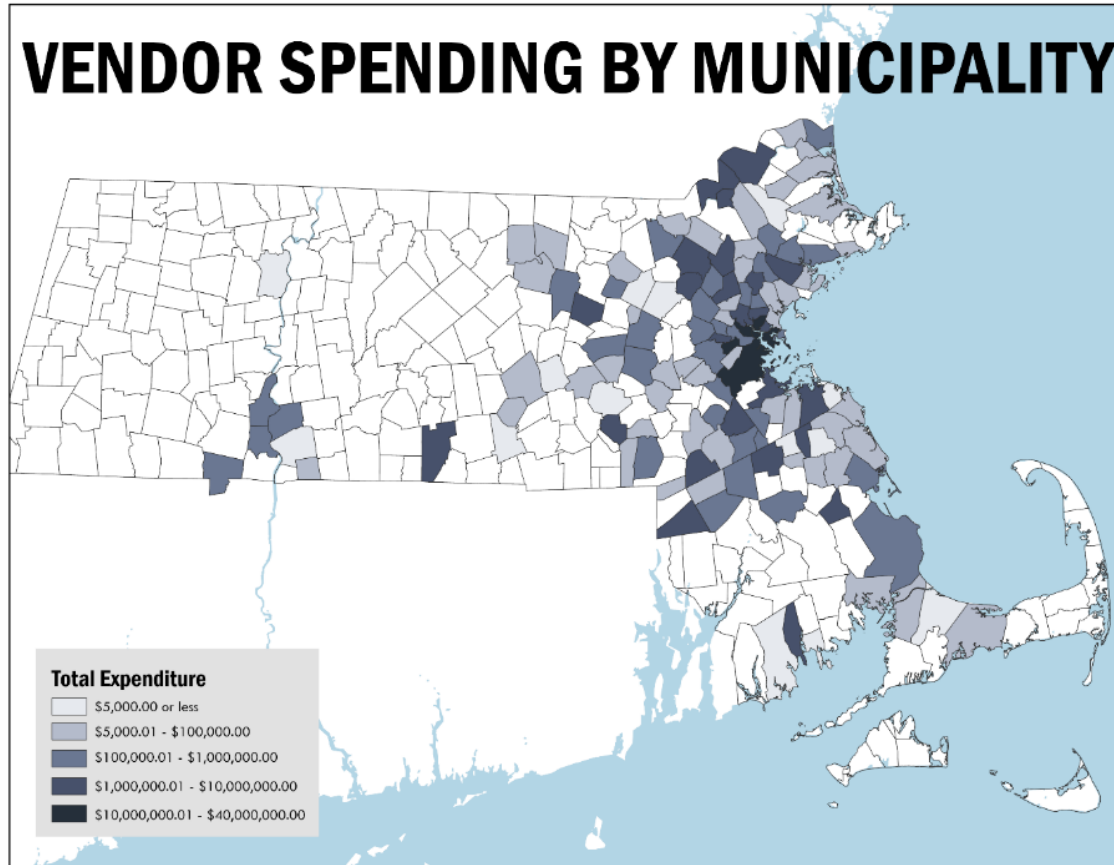 VENDOR SPENDING BY MUNICIPALITY
Total Expenditure
$5,000.00 or less
$5,000.01 - $100,000.00
$100,000.01 - $1,000,000.00
$1,000,000.01 - $10,000,000.00
$10,000,000.01 - $40,000,000.00